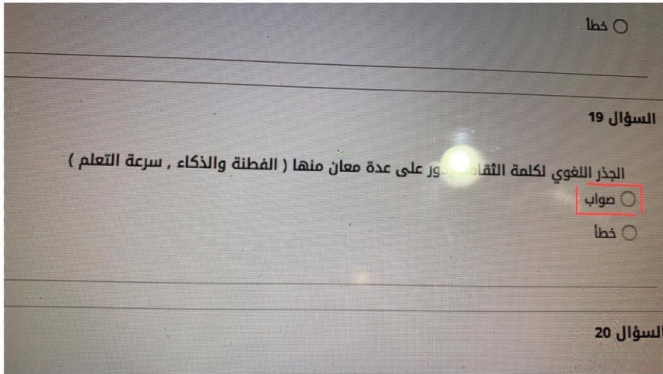 خطأ
السؤال 19
الجذر اللغوي لكلمة على عدة معان منها ( الفطنة والذكاء , سرعة التعلم )
صواب
خطأ
السؤال 20